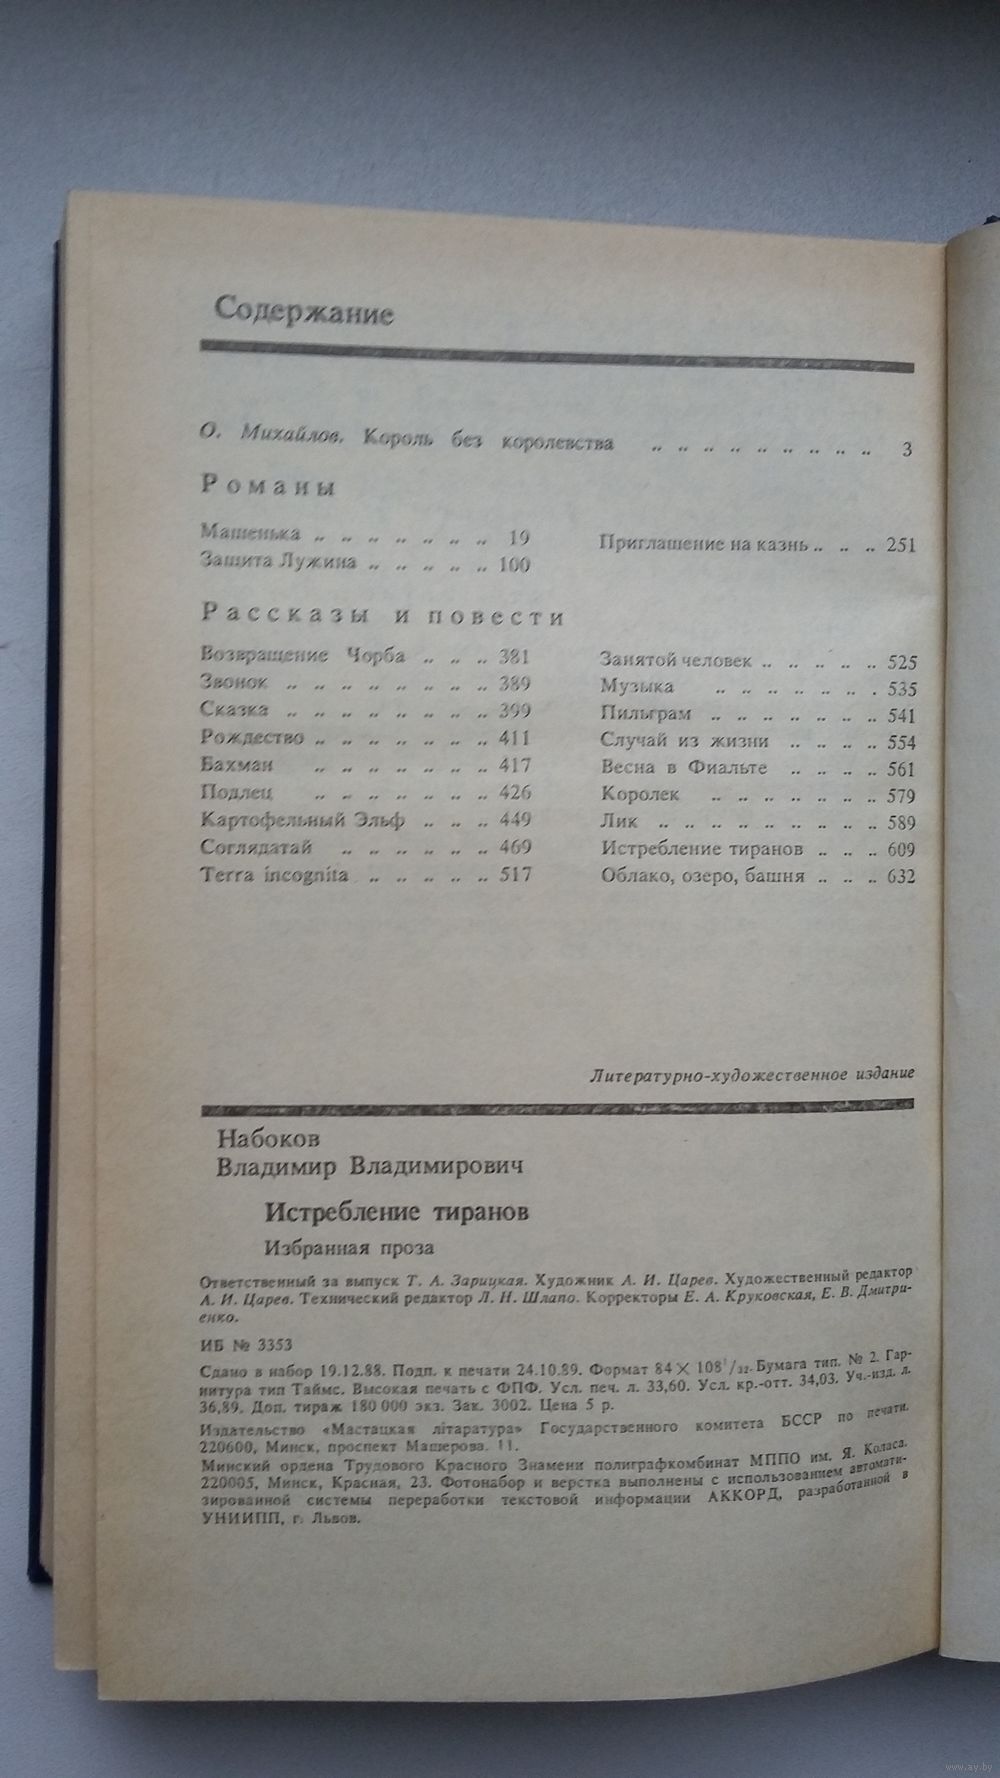 Содержание
О. Михайлов. Король без королевства „ „ „ „ „ „ „ „ „ 3
Романы
Машенька „ „ „ „ „ „ „ 19
Защита Лужина „ „ „ „ „ 100
Приглашение на казнь „ „ „ 251
Рассказы и повести
Возвращение Чорба „ „ „ 381
Звонок „ „ „ „ „ „ „ „ 389
Сказка „ „ „ „ „ „ „ „ 399
Рождество „ „ „ „ „ „ „ 411
Бахман „ „ „ „ „ „ „ 417
Подлец „ „ „ „ „ „ „ 426
Картофельный Эльф „ „ „ 449
Соглядатай „ „ „ „ „ „ 469
Terra incognita „ „ „ „ „ 517
Занятой человек „ „ „ „ „ 525
Музыка „ „ „ „ „ „ . 535
Пильграм „ „ „ „ „ „ „ 541
Случай из жизни „ „ „ „ 554
Весна в Фиальте „ „ „ „ 561
Королек „ „ „ „ „ „ „ 579
Лик „ „ „ „ „ „ „ „ „ 589
Истребление тиранов „ „ „ 609
Облако, озеро, башня „ „ „ 632
Литературно-художественное издание
Набоков
Владимир Владимирович
Истребление тиранов
Избранная проза
Ответственный за выпуск Т. А. Зарицкая. Художник А. И. Царев. Художественный редактор
А. И. Царев. Технический редактор Л. Н. Шлапо. Корректоры Е. А. Круковская, Е. В. Дмитри-
енко.
ИБ № 3353
Сдано в набор 19.12.88. Подп. к печати 24.10.89. Формат 84×108¹/₃₂. Бумага тип. № 2. Гар-
нитура тип Таймс. Высокая печать с ФПФ. Усл. печ. л. 33,60. Усл. кр.-отт. 34,03. Уч.-изд. л.
36,89. Доп. тираж 180 000 экз. Зак. 3002. Цена 5 р.
Издательство «Мастацкая літаратура» Государственного комитета БССР по печати.
220600, Минск, проспект Машерова, 11.
Минский ордена Трудового Красного Знамени полиграфкомбинат МППО им. Я. Коласа.
220005, Минск, Красная, 23. Фотонабор и верстка выполнены с использованием автомати-
зированной системы переработки текстовой информации АККОРД, разработанной в
УНИИПП, г. Львов.
www.ay.by